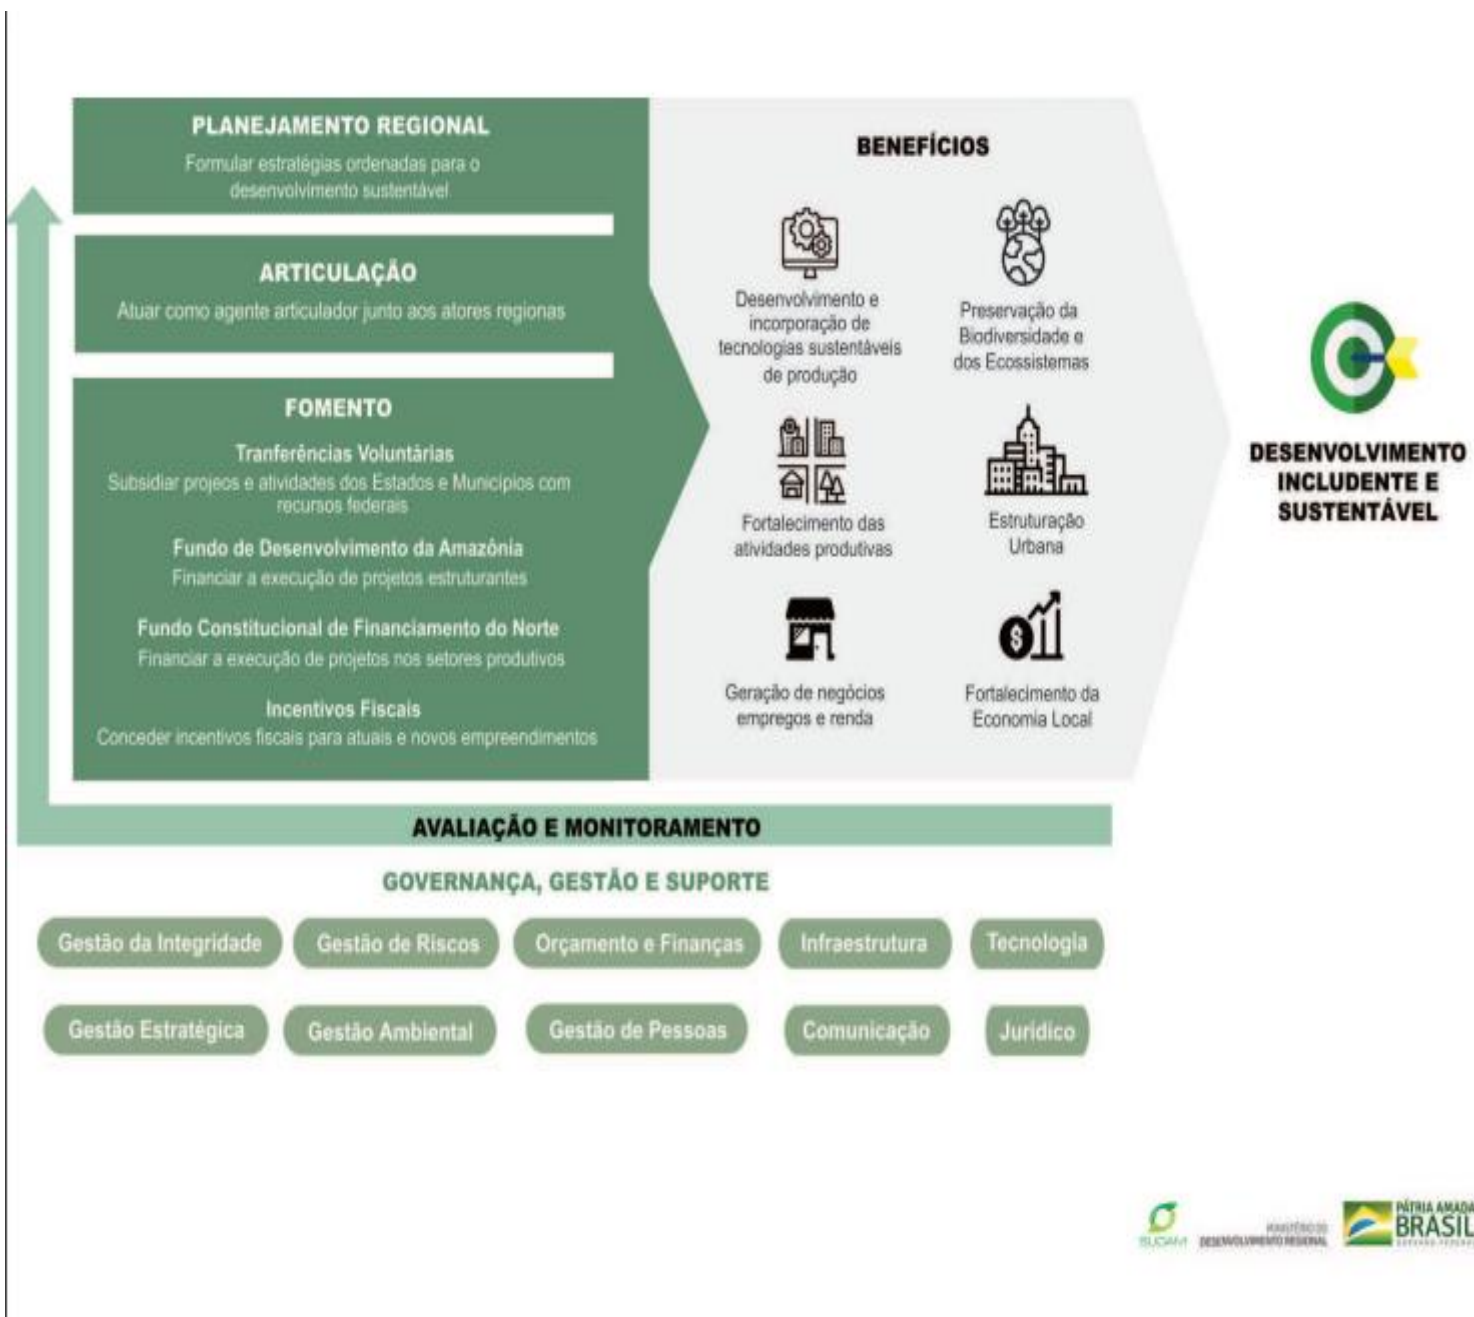 PLANEJAMENTO REGIONAL
Formular estratégias ordenadas para o
desenvolvimento sustentável
ARTICULAÇÃO
Atuar como agente articulador junto aos atores regionas
FOMENTO
Tranferências Voluntárias
Subsidiar projeos e atividades dos Estados e Municípios com
recursos federais
Fundo de Desenvolvimento da Amazônia
Financiar a execução de projetos estruturantes
Fundo Constitucional de Financiamento do Norte
Financiar a execução de projetos nos setores produtivos
Incentivos Fiscais
Conceder incentivos fiscais para atuais e novos empreendimentos
BENEFÍCIOS
Desenvolvimento e
incorporação de
tecnologias sustentáveis
de produção
Preservação da
Biodiversidade e
dos Ecossistemas
Fortalecimento das
atividades produtivas
Estruturação
Urbana
Geração de negócios
empregos e renda
Fortalecimento da
Economia Local
DESENVOLVIMENTO
INCLUDENTE E
SUSTENTÁVEL
AVALIAÇÃO E MONITORAMENTO
GOVERNANÇA, GESTÃO E SUPORTE
Gestão da Integridade
Gestão de Riscos
Orçamento e Finanças
Infraestrutura
Tecnologia
Gestão Estratégica
Gestão Ambiental
Gestão de Pessoas
Comunicação
Jurídico
SUDAM
MINISTÉRIO DO
DESENVOLVIMENTO REGIONAL
PÁTRIA AMADA
BRASIL
GOVERNO FEDERAL